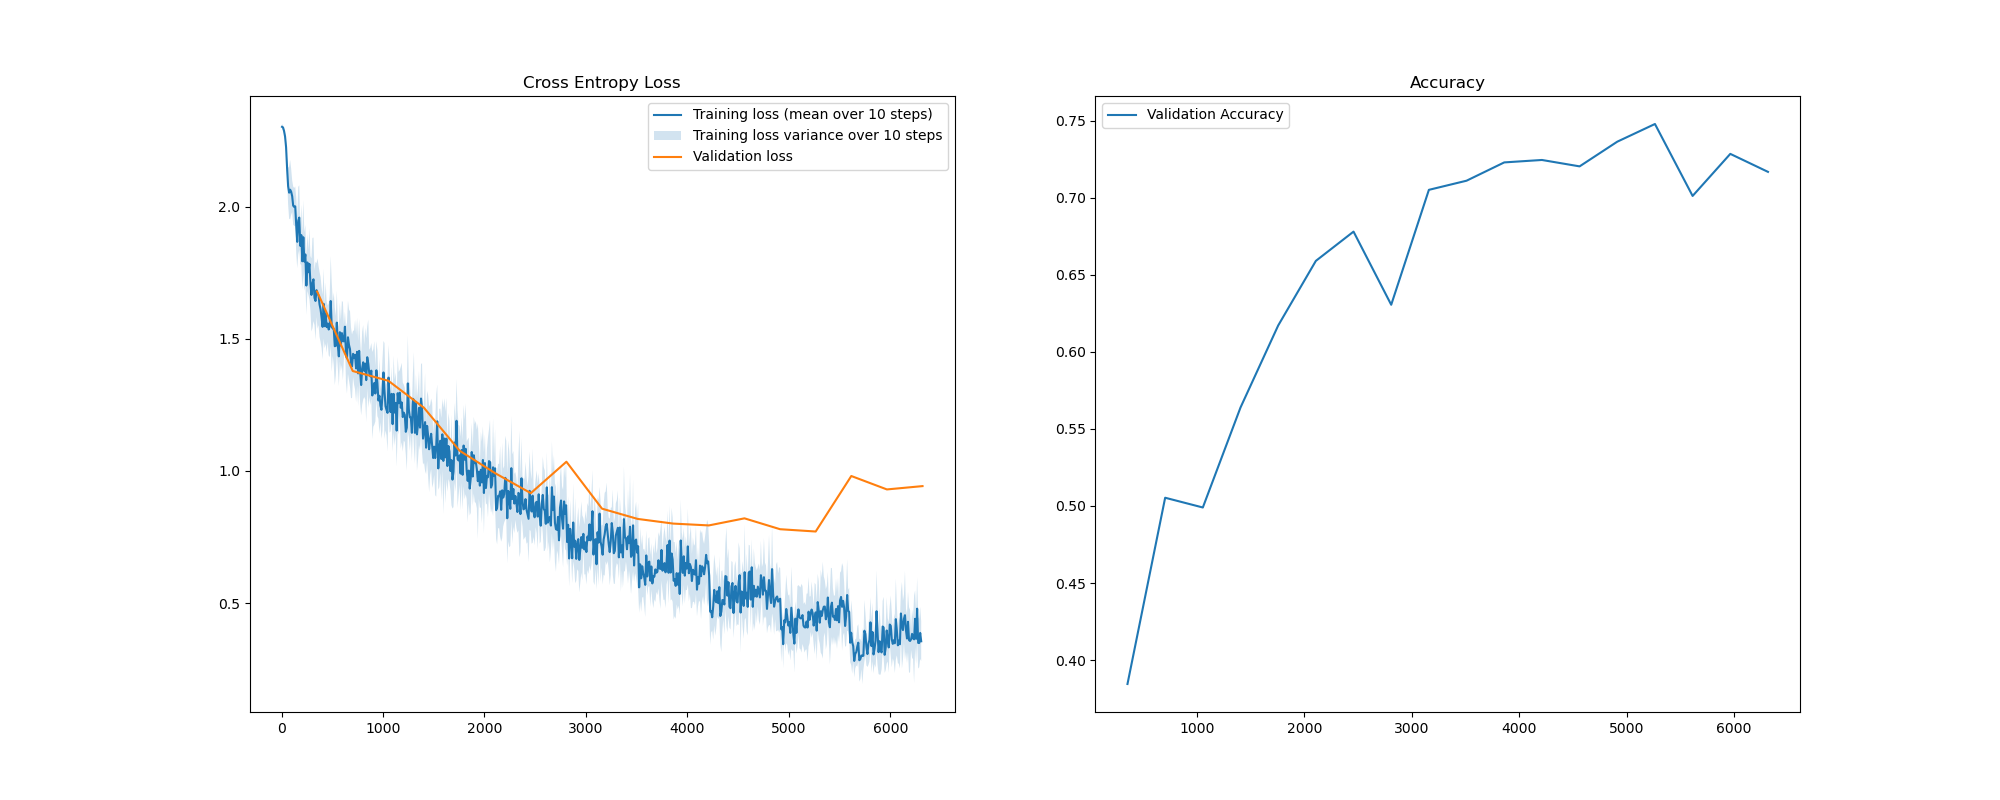 Cross Entropy Loss
Training loss (mean over 10 steps)
Training loss variance over 10 steps
Validation loss
2.0
1.5
1.0
0.5
0 1000 2000 3000 4000 5000 6000
Accuracy
Validation Accuracy
0.75
0.70
0.65
0.60
0.55
0.50
0.45
0.40
1000 2000 3000 4000 5000 6000